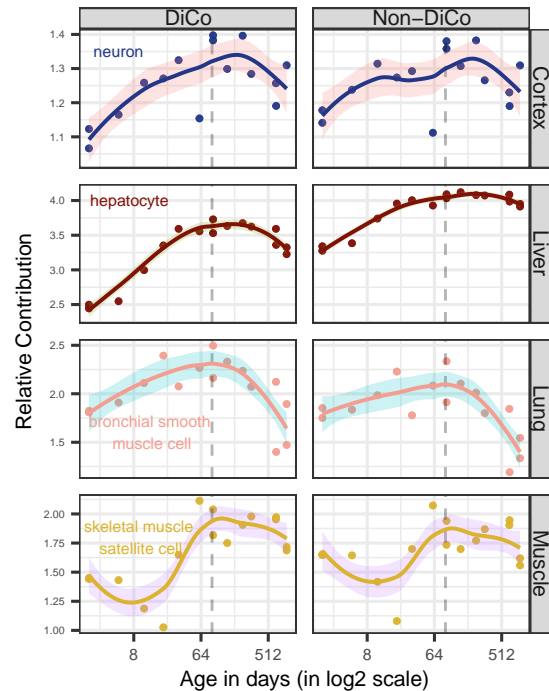 DiCo
Non−DiCo
neuron
1.4
1.3
1.2
1.1
Cortex
hepatocyte
4.0
3.5
3.0
2.5
Liver
Relative Contribution
2.5
2.0
1.5
bronchial smooth
muscle cell
Lung
skeletal muscle
satellite cell
2.00
1.75
1.50
1.25
1.00
Muscle
8
64
512
8
64
512
Age in days (in log2 scale)